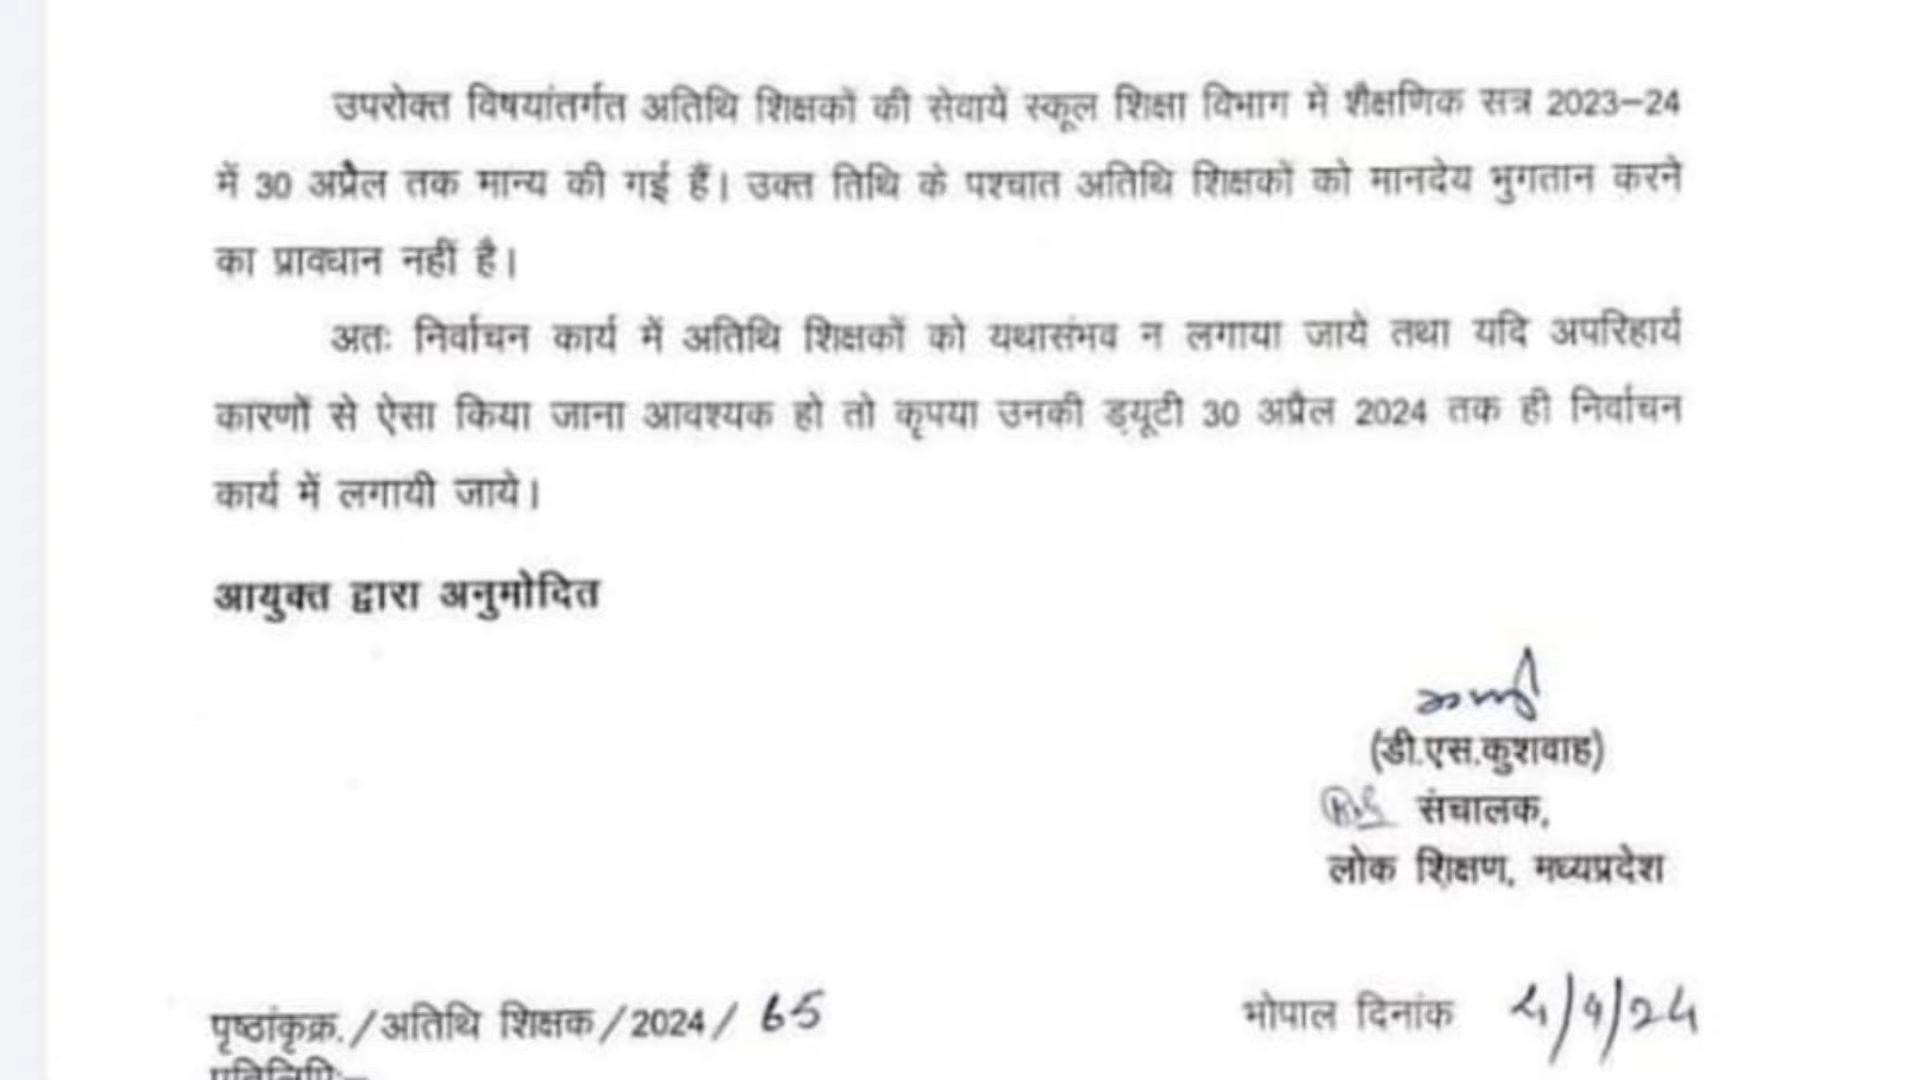 उपरोक्त विषयांतर्गत अतिथि शिक्षकों की सेवायें स्कूल शिक्षा विभाग में शैक्षणिक सत्र 2023–24
में 30 अप्रैल तक मान्य की गई हैं। उक्त तिथि के पश्चात अतिथि शिक्षकों को मानदेय भुगतान करने
का प्रावधान नहीं है।
अतः निर्वाचन कार्य में अतिथि शिक्षकों को यथासंभव न लगाया जाये तथा यदि अपरिहार्य
कारणों से ऐसा किया जाना आवश्यक हो तो कृपया उनकी ड्यूटी 30 अप्रैल 2024 तक ही निर्वाचन
कार्य में लगायी जाये।
आयुक्त द्वारा अनुमोदित
(डी.एस.कुशवाह)
संचालक,
लोक शिक्षण, मध्यप्रदेश
पृष्ठांकृक्र./अतिथि शिक्षक/2024/ 65
भोपाल दिनांक 4/4/24
प्रतिलिपिः–